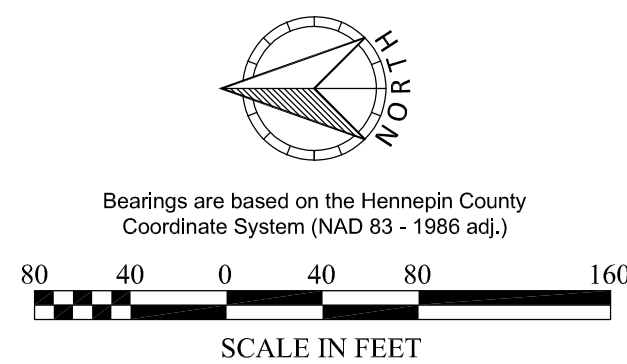 NORTH
Bearings are based on the Hennepin County
Coordinate System (NAD 83 - 1986 adj.)
80 40 0 40 80 160
SCALE IN FEET